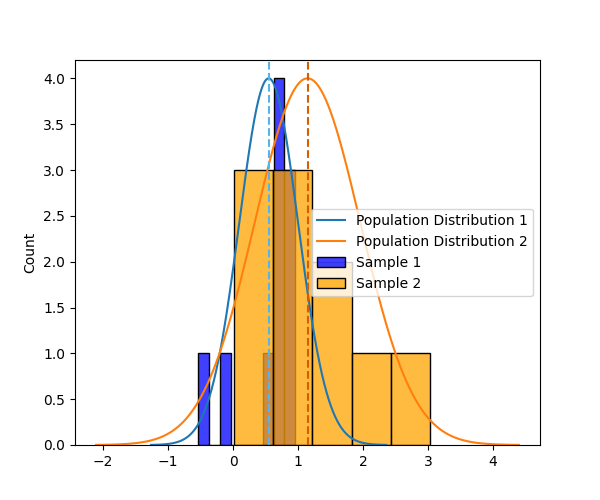 4.0
3.5
3.0
2.5
2.0
1.5
1.0
0.5
0.0
Count
Population Distribution 1
Population Distribution 2
Sample 1
Sample 2
−2 −1 0 1 2 3 4